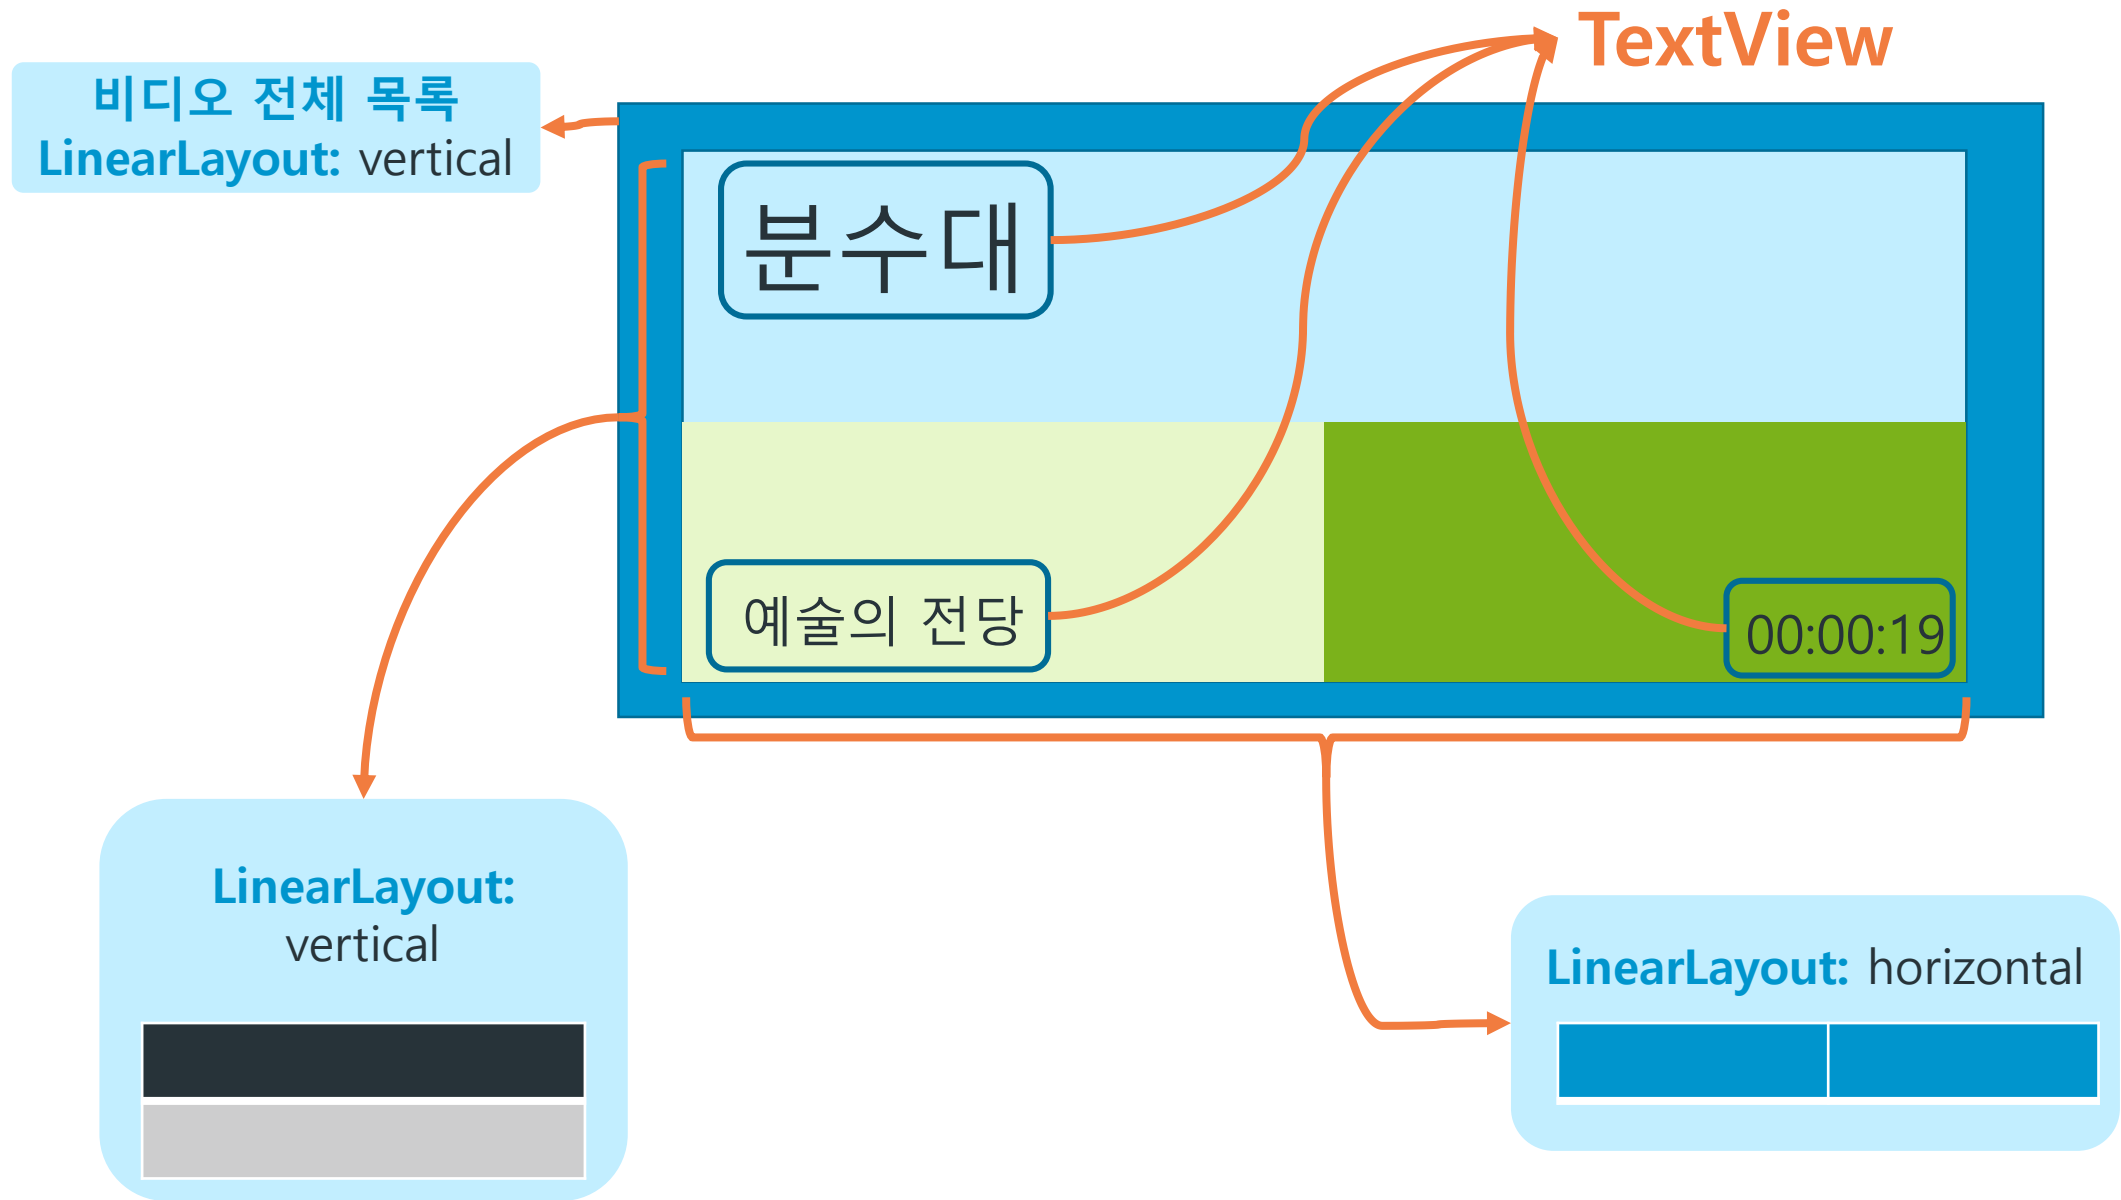 TextView
비디오 전체 목록
LinearLayout: vertical
분수대
예술의 전당
00:00:19
LinearLayout:
vertical
LinearLayout: horizontal